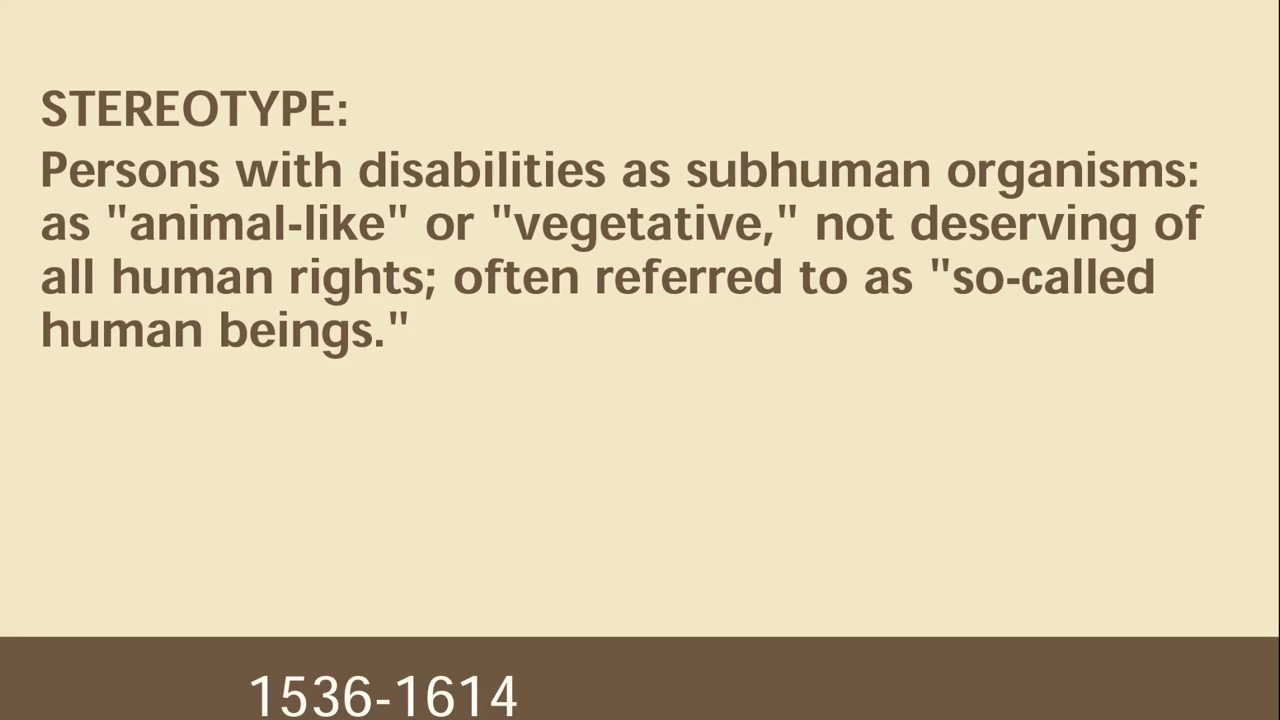 STEREOTYPE:
Persons with disabilities as subhuman organisms:
as "animal-like" or "vegetative," not deserving of
all human rights; often referred to as "so-called
human beings."
1536-1614